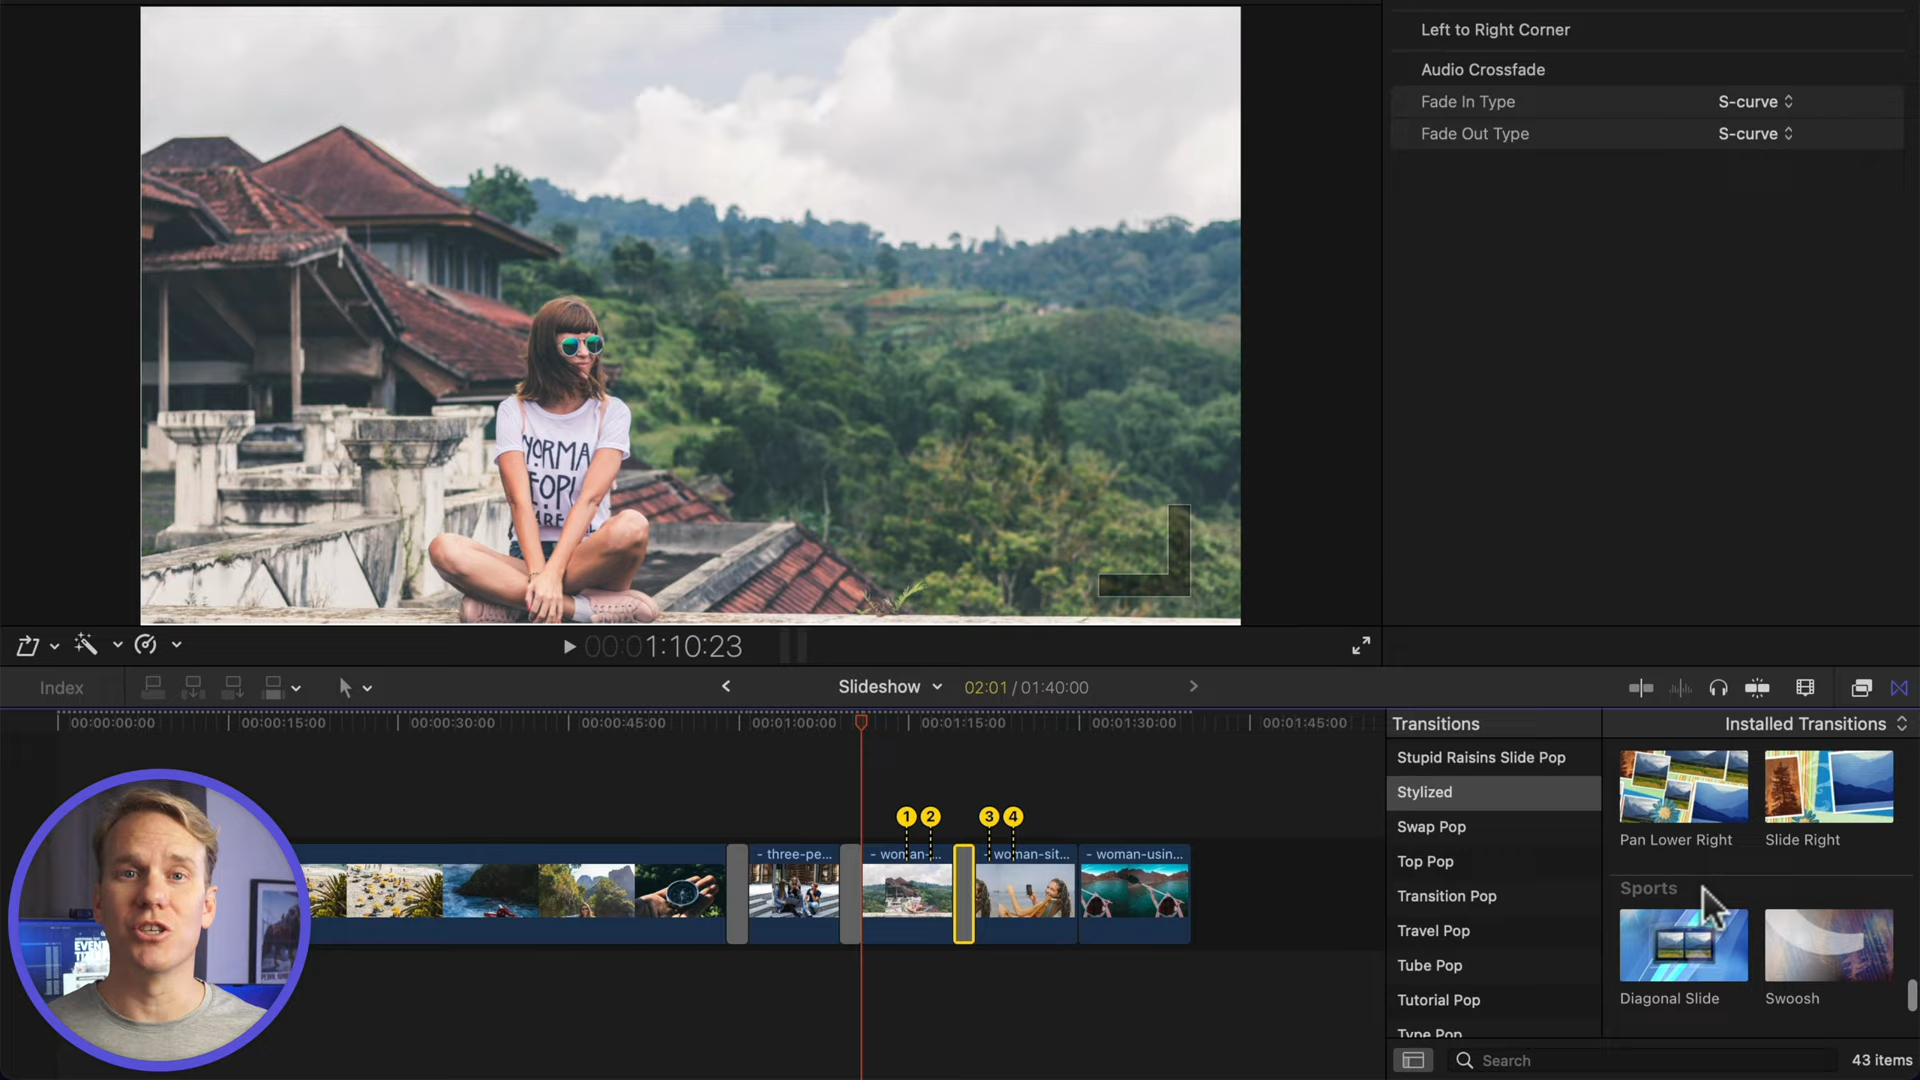 Left to Right Corner
Audio Crossfade
Fade In Type
S-curve
Fade Out Type
S-curve
NORMA
PEOPL
ARE
00:01:10:23
Index
Slideshow
02:01 / 01:40:00
00:00:00:00
00:00:15:00
00:00:30:00
00:00:45:00
00:01:00:00
00:01:15:00
00:01:30:00
00:01:45:00
Transitions
Installed Transitions
Stupid Raisins Slide Pop
Stylized
Swap Pop
Top Pop
Transition Pop
Travel Pop
Tube Pop
Tutorial Pop
Type Pop
Pan Lower Right
Slide Right
Sports
Diagonal Slide
Swoosh
1
2
3
4
- three-pe...
- woman-...
- woman-sit...
- woman-usin...
Search
43 items